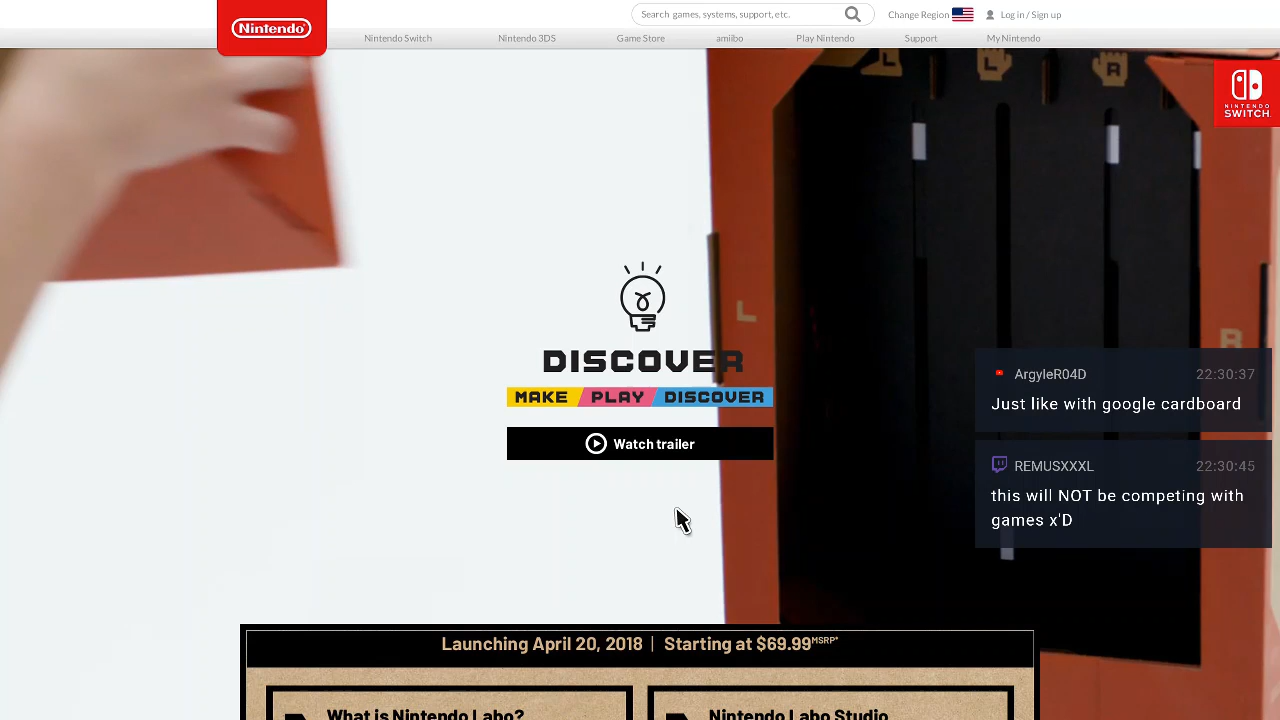 Nintendo
Search games, systems, support, etc.
Change Region
Log in / Sign up
Nintendo Switch
Nintendo 3DS
Game Store
amiibo
Play Nintendo
Support
My Nintendo
L
R
NINTENDO
SWITCH.
L
R
DISCOVER
MAKE PLAY DISCOVER
Watch trailer
ArgyleR04D 22:30:37
Just like with google cardboard
REMUSXXXL 22:30:45
this will NOT be competing with
games x'D
Launching April 20, 2018 | Starting at $69.99MSRP*
What is Nintendo Labo?
Nintendo Labo Studio